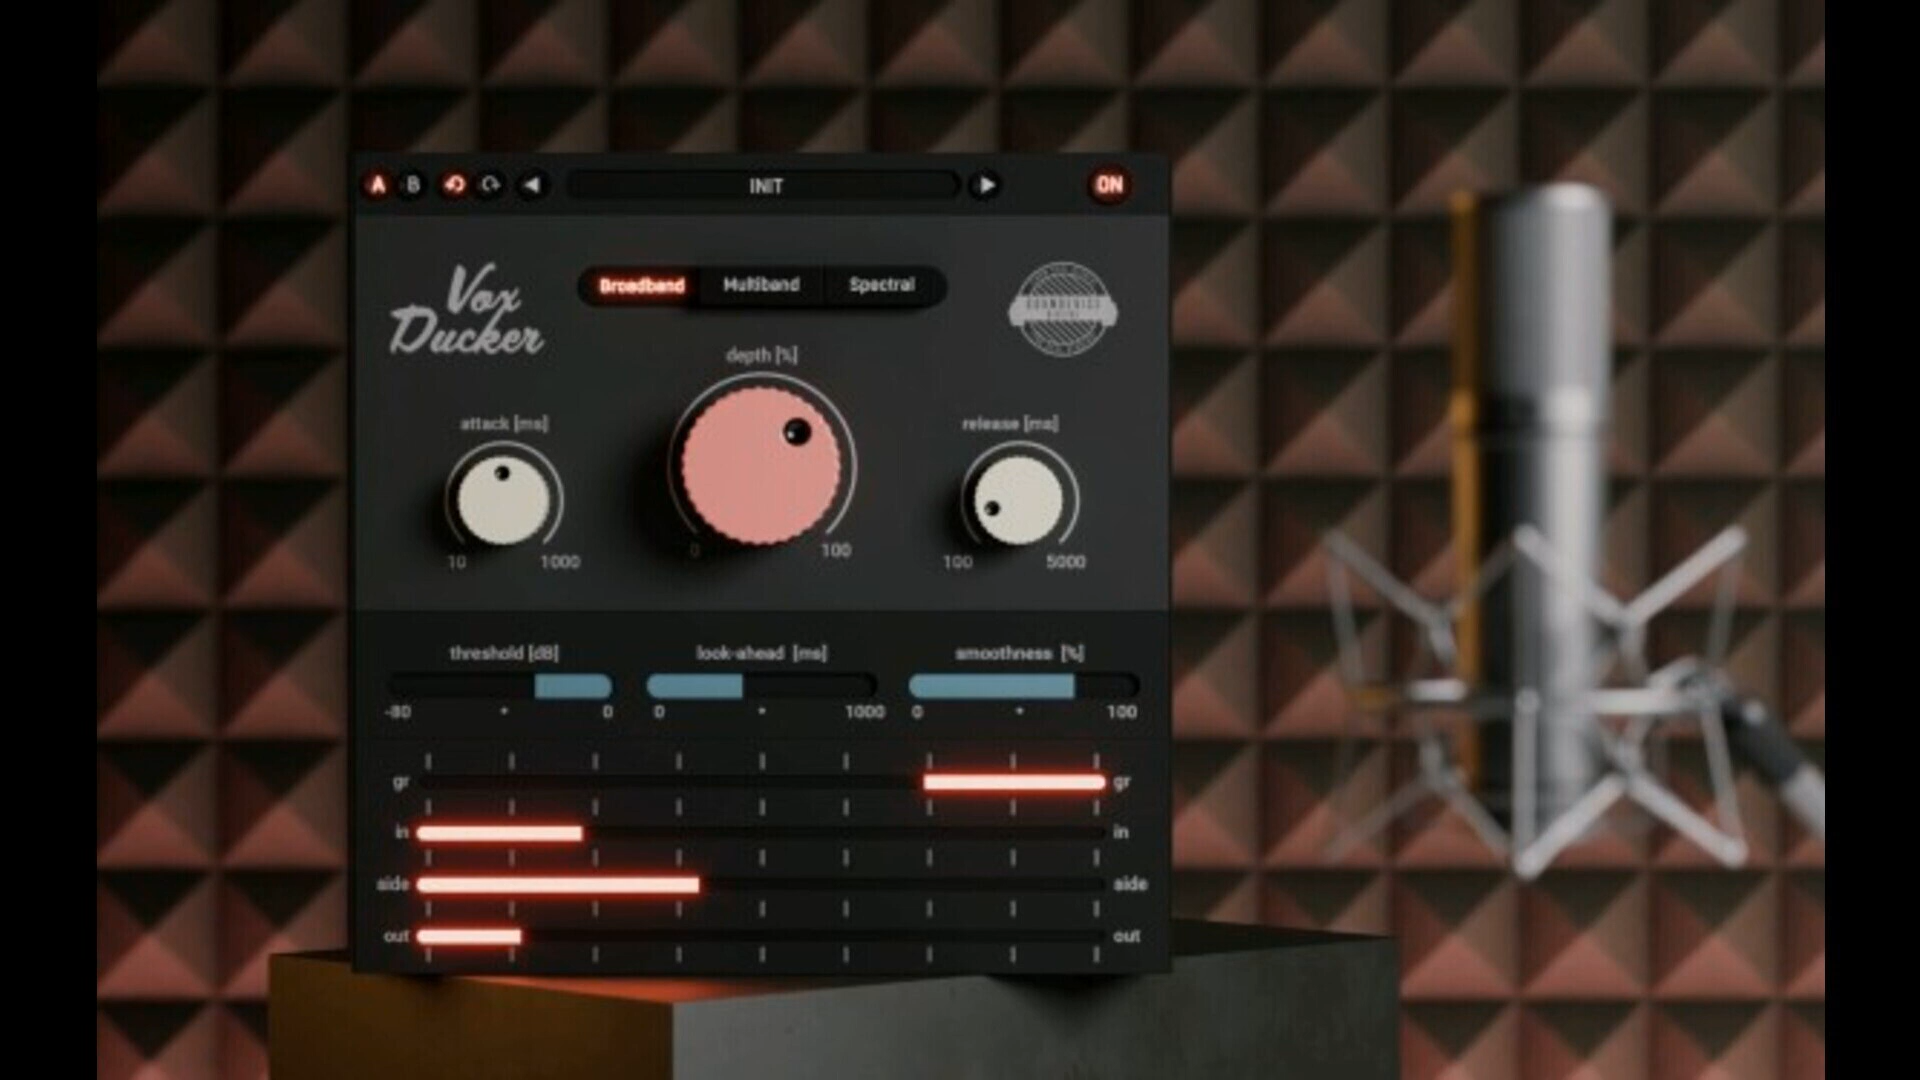 A B INIT ON
Vox
Ducker
Broadband Multiband Spectral
depth [%]
0 100
attack [ms]
10 1000
release [ms]
100 5000
threshold [dB] look-ahead [ms] smoothness [%]
-80 0 0 1000 0 100
gr gr
in in
side side
out out